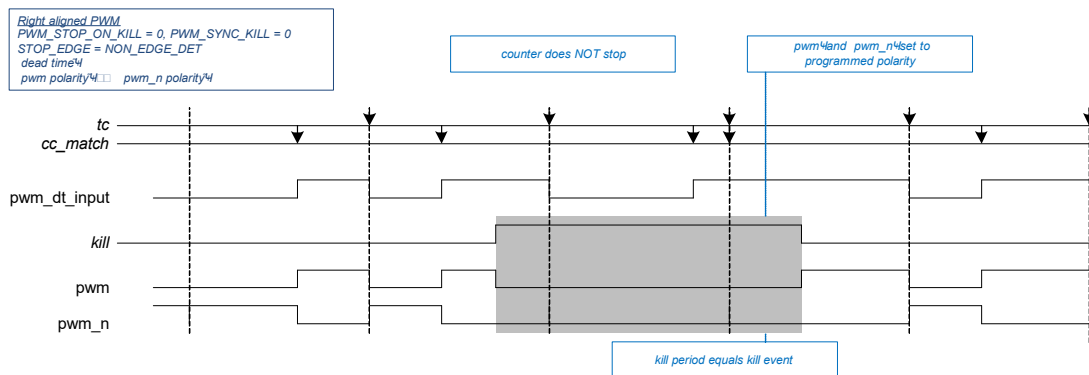 Right aligned PWM
PWM_STOP_ON_KILL = 0, PWM_SYNC_KILL = 0
STOP_EDGE = NON_EDGE_DET
dead time
pwm polarity pwm_n polarity
counter does NOT stop
pwm and pwm_n set to
programmed polarity
tc
cc_match
pwm_dt_input
kill
pwm
pwm_n
kill period equals kill event